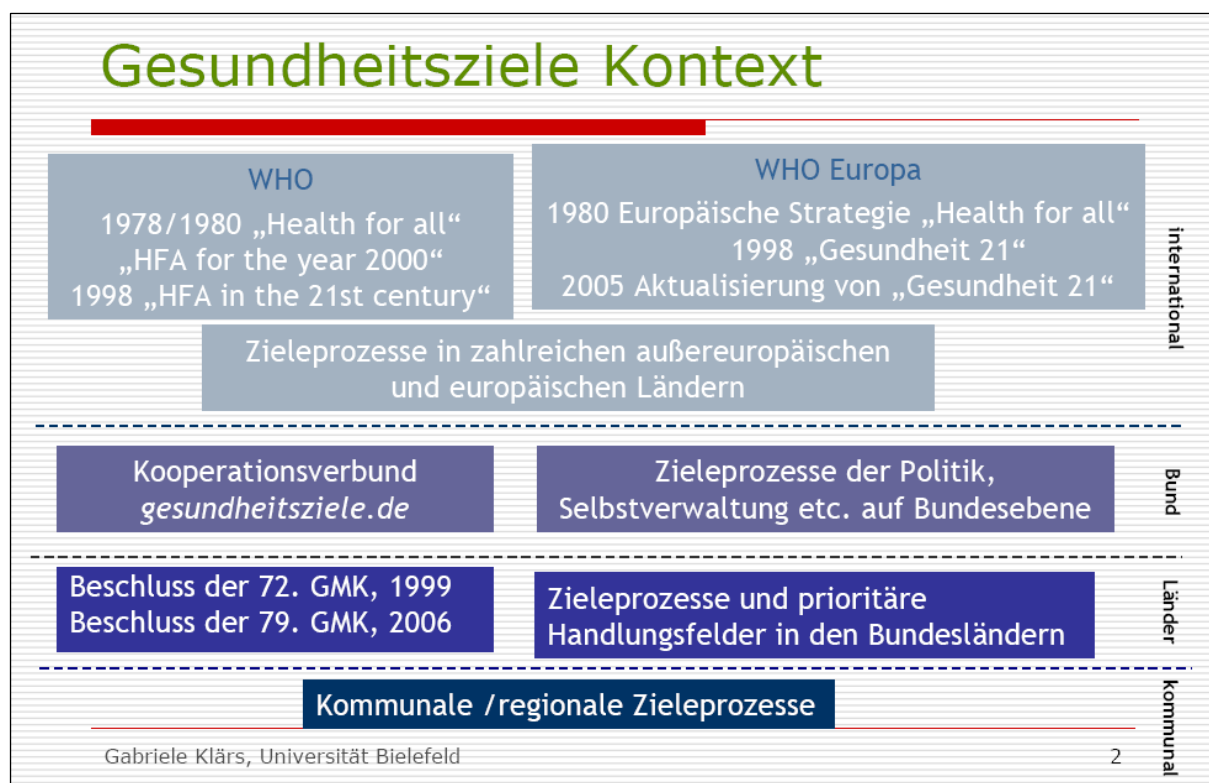 Gesundheitsziele Kontext
WHO
1978/1980 „Health for all“
„HFA for the year 2000“
1998 „HFA in the 21st century“
WHO Europa
1980 Europäische Strategie „Health for all“
1998 „Gesundheit 21“
2005 Aktualisierung von „Gesundheit 21“
Zieleprozesse in zahlreichen außereuropäischen
und europäischen Ländern
international
Kooperationsverbund
gesundheitsziele.de
Zieleprozesse der Politik,
Selbstverwaltung etc. auf Bundesebene
Bund
Beschluss der 72. GMK, 1999
Beschluss der 79. GMK, 2006
Zieleprozesse und prioritäre
Handlungsfelder in den Bundesländern
Länder
Kommunale /regionale Zieleprozesse
kommunal
Gabriele Klärs, Universität Bielefeld
2